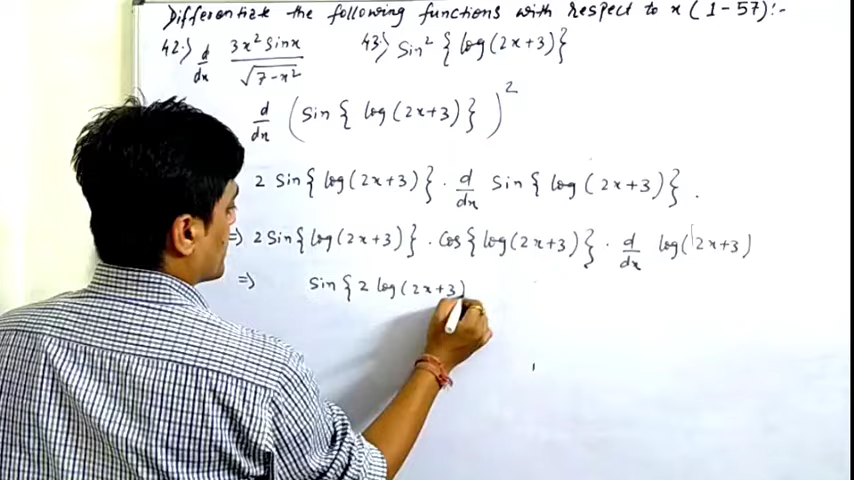 Differentiate the following functions with respect to x (1-57):-
42:) d/dx 3x² sinx / √7-x² 43:) Sin² { log(2x+3)}
d/dx (Sin { log(2x+3)})²
2 Sin{ log(2x+3)} . d/dx Sin { log(2x+3)} .
=> 2 Sin{ log(2x+3)} . Cos{ log(2x+3)} . d/dx log(2x+3)
=> Sin{ 2 log(2x+3)